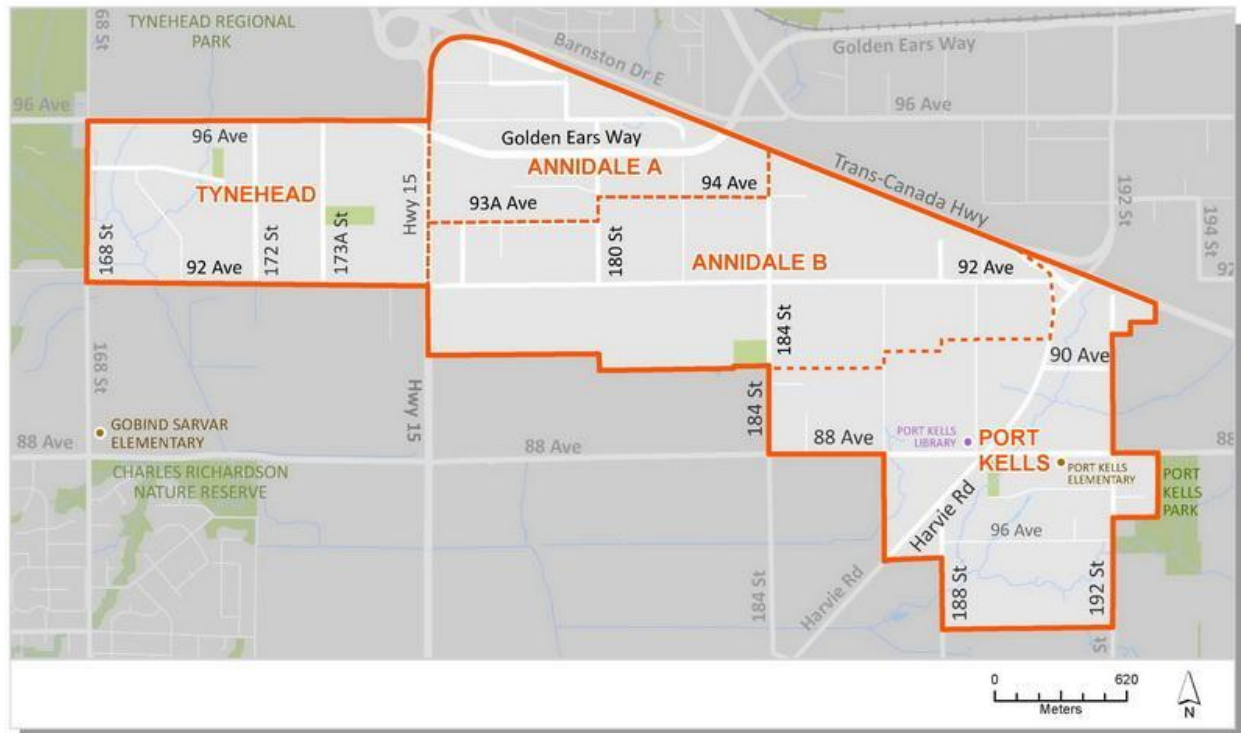 68 St
TYNEHEAD REGIONAL
PARK
Barnston Dr E
Golden Ears Way
96 Ave
96 Ave
96 Ave
Golden Ears Way
ANNIDALE A
TYNEHEAD
Hwy 15
93A Ave
94 Ave
Trans-Canada Hwy
192 St
194 St
168 St
92 Ave
172 St
173A St
180 St
ANNIDALE B
92 Ave
92
184 St
90 Ave
168 St
Hwy 15
184 St
GOBIND SARVAR
ELEMENTARY
88 Ave
88 Ave
88 Ave
PORT KELLS
LIBRARY
PORT
KELLS
88
PORT KELLS
ELEMENTARY
CHARLES RICHARDSON
NATURE RESERVE
PORT
KELLS
PARK
Harvie Rd
96 Ave
184 St
Harvie Rd
188 St
192 St
St
0 620
Meters
N